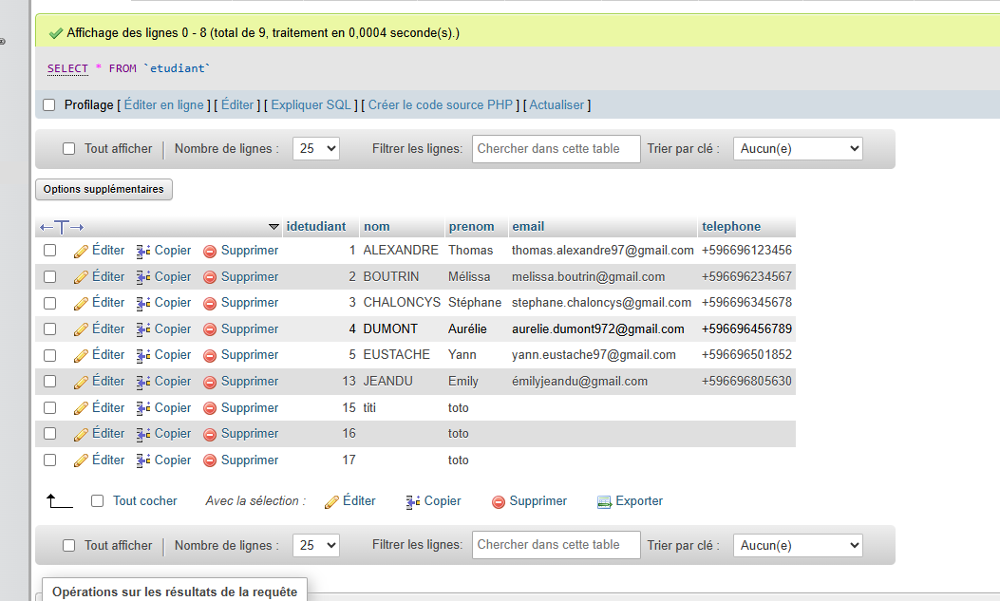 Affichage des lignes 0 - 8 (total de 9, traitement en 0,0004 seconde(s).)
SELECT * FROM `etudiant`
Profilage [ Éditer en ligne ] [ Éditer ] [ Expliquer SQL ] [ Créer le code source PHP ] [ Actualiser ]
Tout afficher Nombre de lignes : 25 Filtrer les lignes: Chercher dans cette table Trier par clé : Aucun(e)
Options supplémentaires
←T→ idetudiant nom prenom email telephone
Éditer Copier Supprimer 1 ALEXANDRE Thomas thomas.alexandre97@gmail.com +596696123456
Éditer Copier Supprimer 2 BOUTRIN Mélissa melissa.boutrin@gmail.com +596696234567
Éditer Copier Supprimer 3 CHALONCYS Stéphane stephane.chaloncys@gmail.com +596696345678
Éditer Copier Supprimer 4 DUMONT Aurélie aurelie.dumont972@gmail.com +596696456789
Éditer Copier Supprimer 5 EUSTACHE Yann yann.eustache97@gmail.com +596696501852
Éditer Copier Supprimer 13 JEANDU Emily émilyjeandu@gmail.com +596696805630
Éditer Copier Supprimer 15 titi toto
Éditer Copier Supprimer 16 toto
Éditer Copier Supprimer 17 toto
Tout cocher Avec la sélection : Éditer Copier Supprimer Exporter
Tout afficher Nombre de lignes : 25 Filtrer les lignes: Chercher dans cette table Trier par clé : Aucun(e)
Opérations sur les résultats de la requête